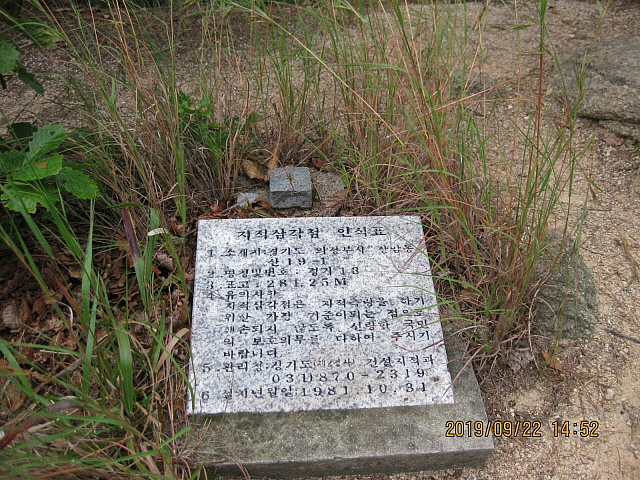 지적삼각점 안식표
1. 소재지:경기도 의정부시
산19
2. 명칭및번호 : 경기13
3. 표고 : 281.25M
4. 유의사항
지적삼각점은 지적측량을 하기
위한 가장 기준이되는 점으로
훼손되지 않도록 선량한 국민
의 보호의무를 다하여 주시기
바랍니다
5. 관리청:경기도 건설지적과
031)870-2319
6. 설치년월일:1981. 10. 31
2019/09/22 14:52